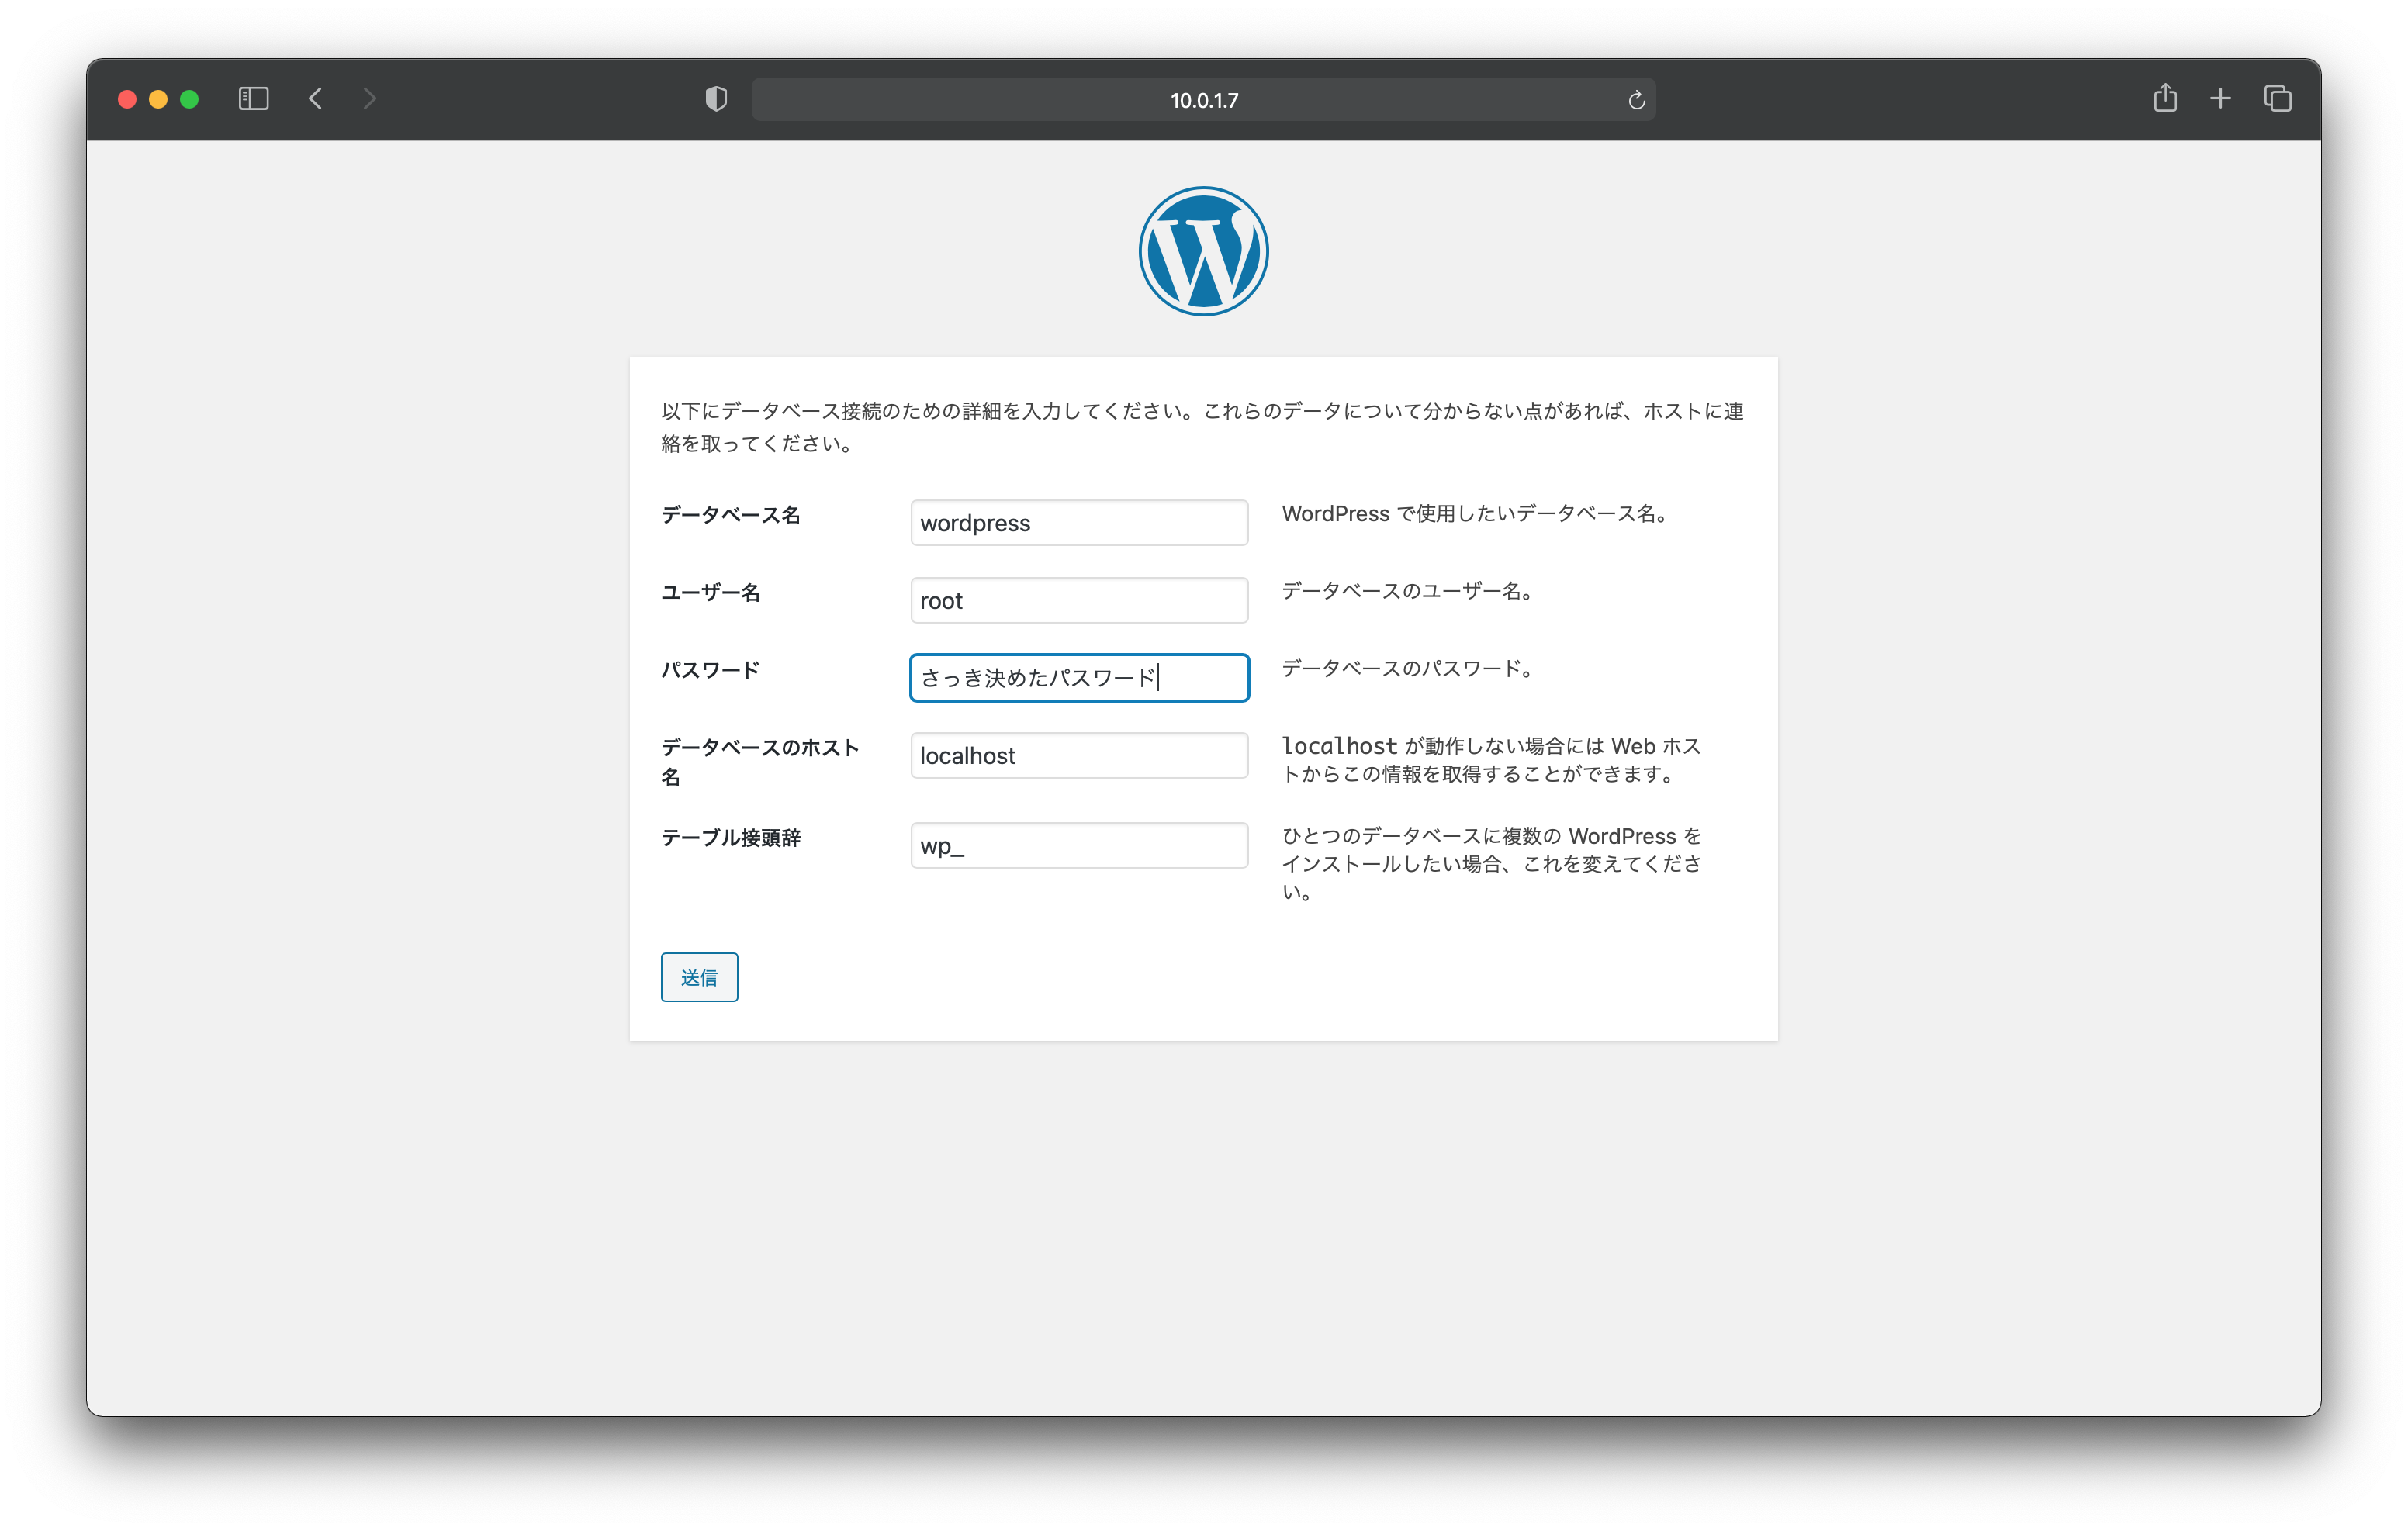 10.0.1.7
以下にデータベース接続のための詳細を入力してください。これらのデータについて分からない点があれば、ホストに連
絡を取ってください。
データベース名
wordpress
WordPress で使用したいデータベース名。
ユーザー名
root
データベースのユーザー名。
パスワード
さっき決めたパスワード
データベースのパスワード。
データベースのホスト
名
localhost
localhost が動作しない場合には Web ホス
トからこの情報を取得することができます。
テーブル接頭辞
wp_
ひとつのデータベースに複数の WordPress を
インストールしたい場合、これを変えてくださ
い。
送信